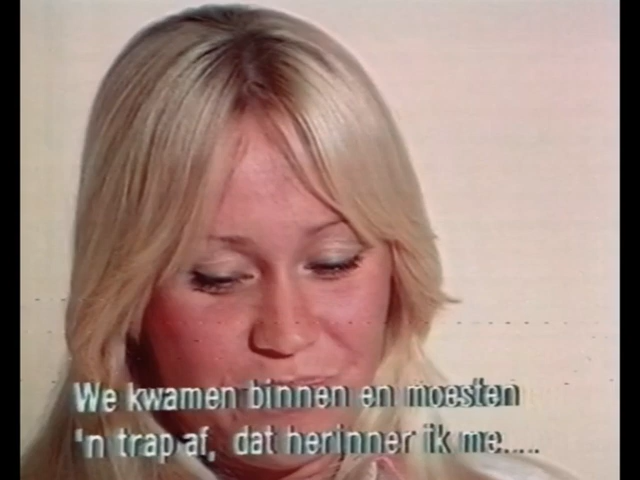 We kwamen binnen en moesten
'n trap af, dat herinner ik me....